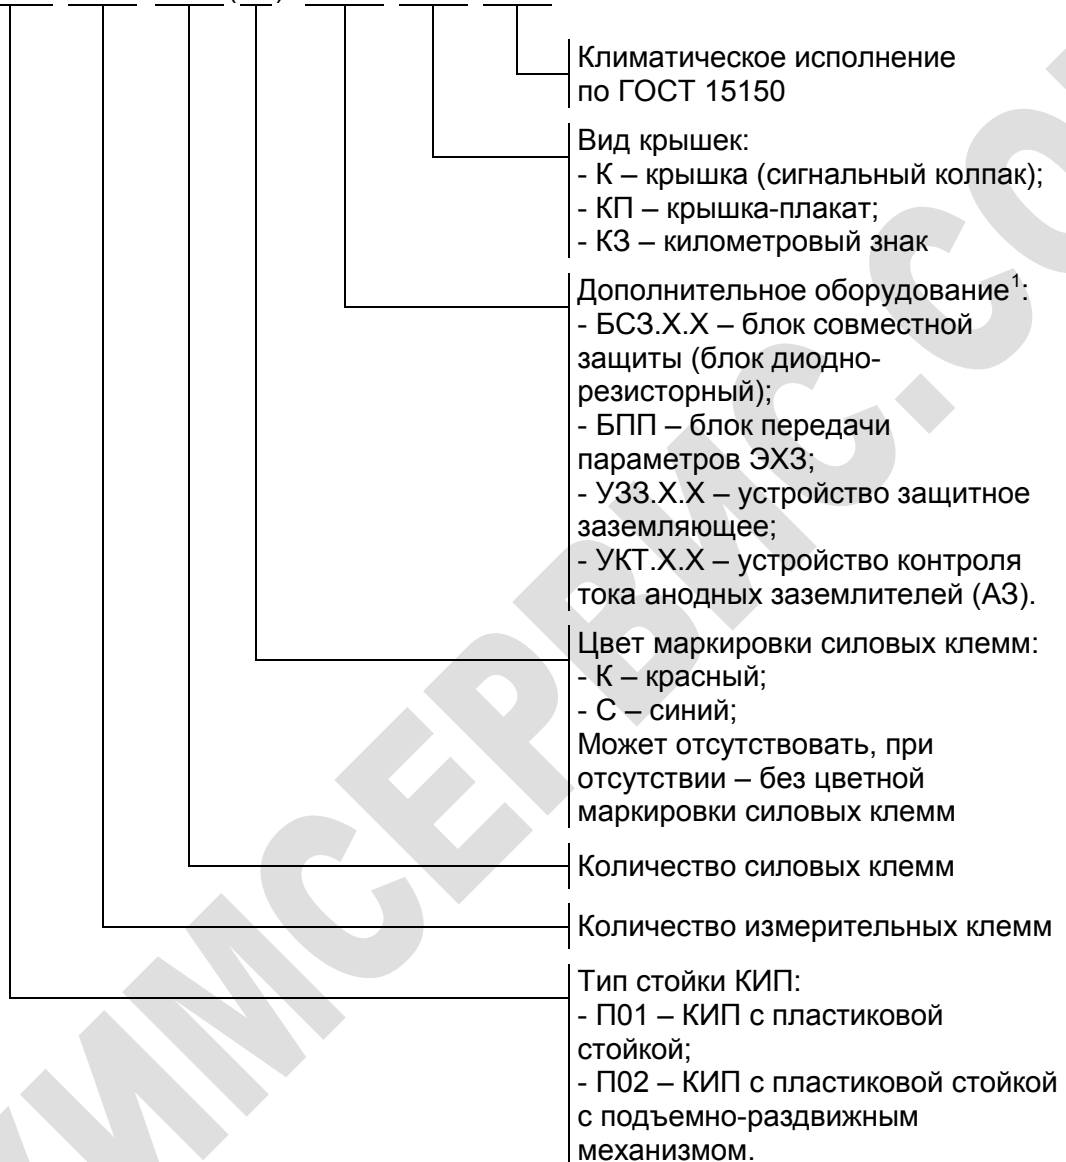 Климатическое исполнение
по ГОСТ 15150
Вид крышек:
- К – крышка (сигнальный колпак);
- КП – крышка-плакат;
- КЗ – километровый знак
Дополнительное оборудование¹:
- БСЗ.Х.Х – блок совместной
защиты (блок диодно-
резисторный);
- БПП – блок передачи
параметров ЭХЗ;
- УЗЗ.Х.Х – устройство защитное
заземляющее;
- УКТ.Х.Х – устройство контроля
тока анодных заземлителей (АЗ).
Цвет маркировки силовых клемм:
- К – красный;
- С – синий;
Может отсутствовать, при
отсутствии – без цветной
маркировки силовых клемм
Количество силовых клемм
Количество измерительных клемм
Тип стойки КИП:
- П01 – КИП с пластиковой
стойкой;
- П02 – КИП с пластиковой стойкой
с подъемно-раздвижным
механизмом.
ХИМСЕРВИС.CO